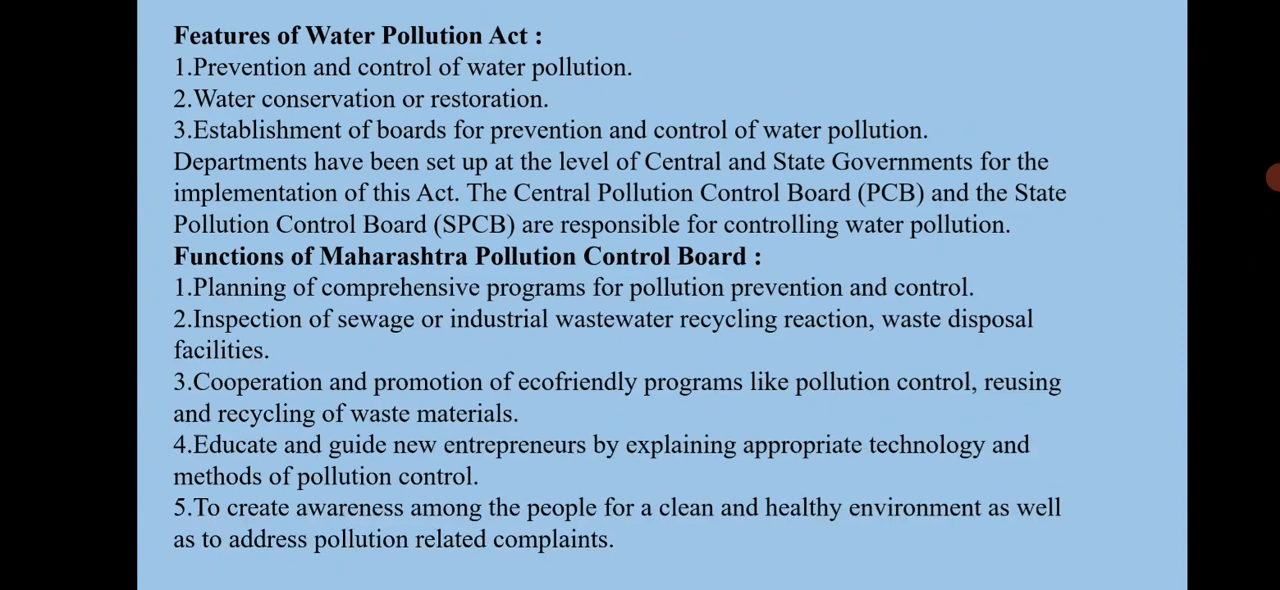 Features of Water Pollution Act :
1.Prevention and control of water pollution.
2.Water conservation or restoration.
3.Establishment of boards for prevention and control of water pollution.
Departments have been set up at the level of Central and State Governments for the
implementation of this Act. The Central Pollution Control Board (PCB) and the State
Pollution Control Board (SPCB) are responsible for controlling water pollution.
Functions of Maharashtra Pollution Control Board :
1.Planning of comprehensive programs for pollution prevention and control.
2.Inspection of sewage or industrial wastewater recycling reaction, waste disposal
facilities.
3.Cooperation and promotion of ecofriendly programs like pollution control, reusing
and recycling of waste materials.
4.Educate and guide new entrepreneurs by explaining appropriate technology and
methods of pollution control.
5.To create awareness among the people for a clean and healthy environment as well
as to address pollution related complaints.